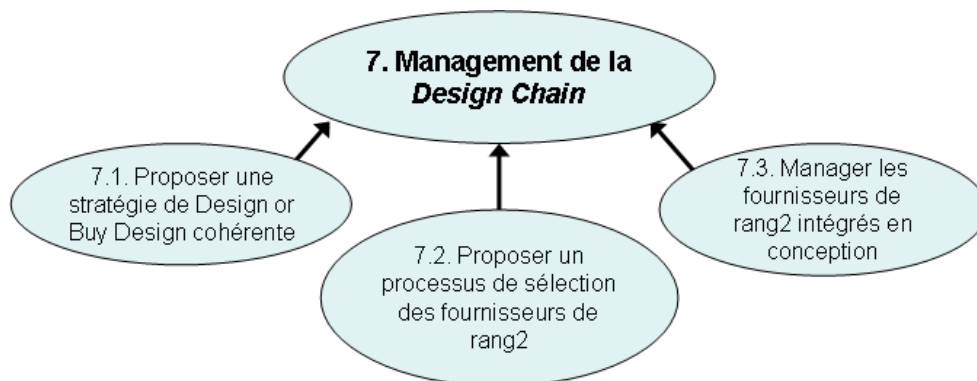 7. Management de la
Design Chain
7.1. Proposer une
stratégie de Design or
Buy Design cohérente
7.2. Proposer un
processus de sélection
des fournisseurs de
rang2
7.3. Manager les
fournisseurs de
rang2 intégrés en
conception